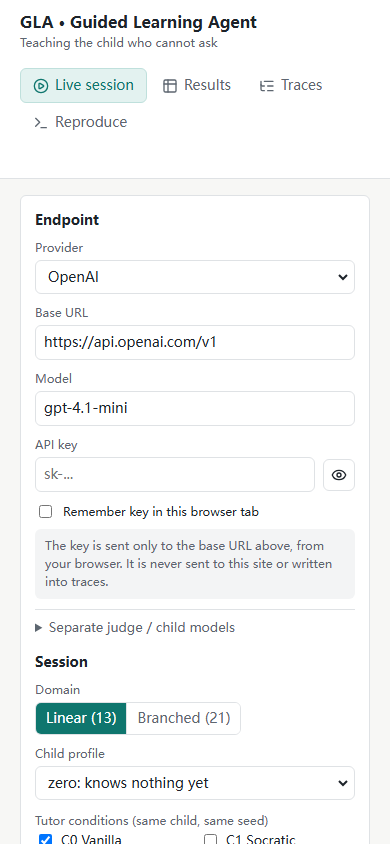 GLA • Guided Learning Agent
Teaching the child who cannot ask
Live session
Results
Traces
Reproduce
Endpoint
Provider
OpenAI
Base URL
https://api.openai.com/v1
Model
gpt-4.1-mini
API key
sk-...
Remember key in this browser tab
The key is sent only to the base URL above, from
your browser. It is never sent to this site or written
into traces.
Separate judge / child models
Session
Domain
Linear (13)
Branched (21)
Child profile
zero: knows nothing yet
Tutor conditions (same child, same seed)
C0 Vanilla
C1 Socratic